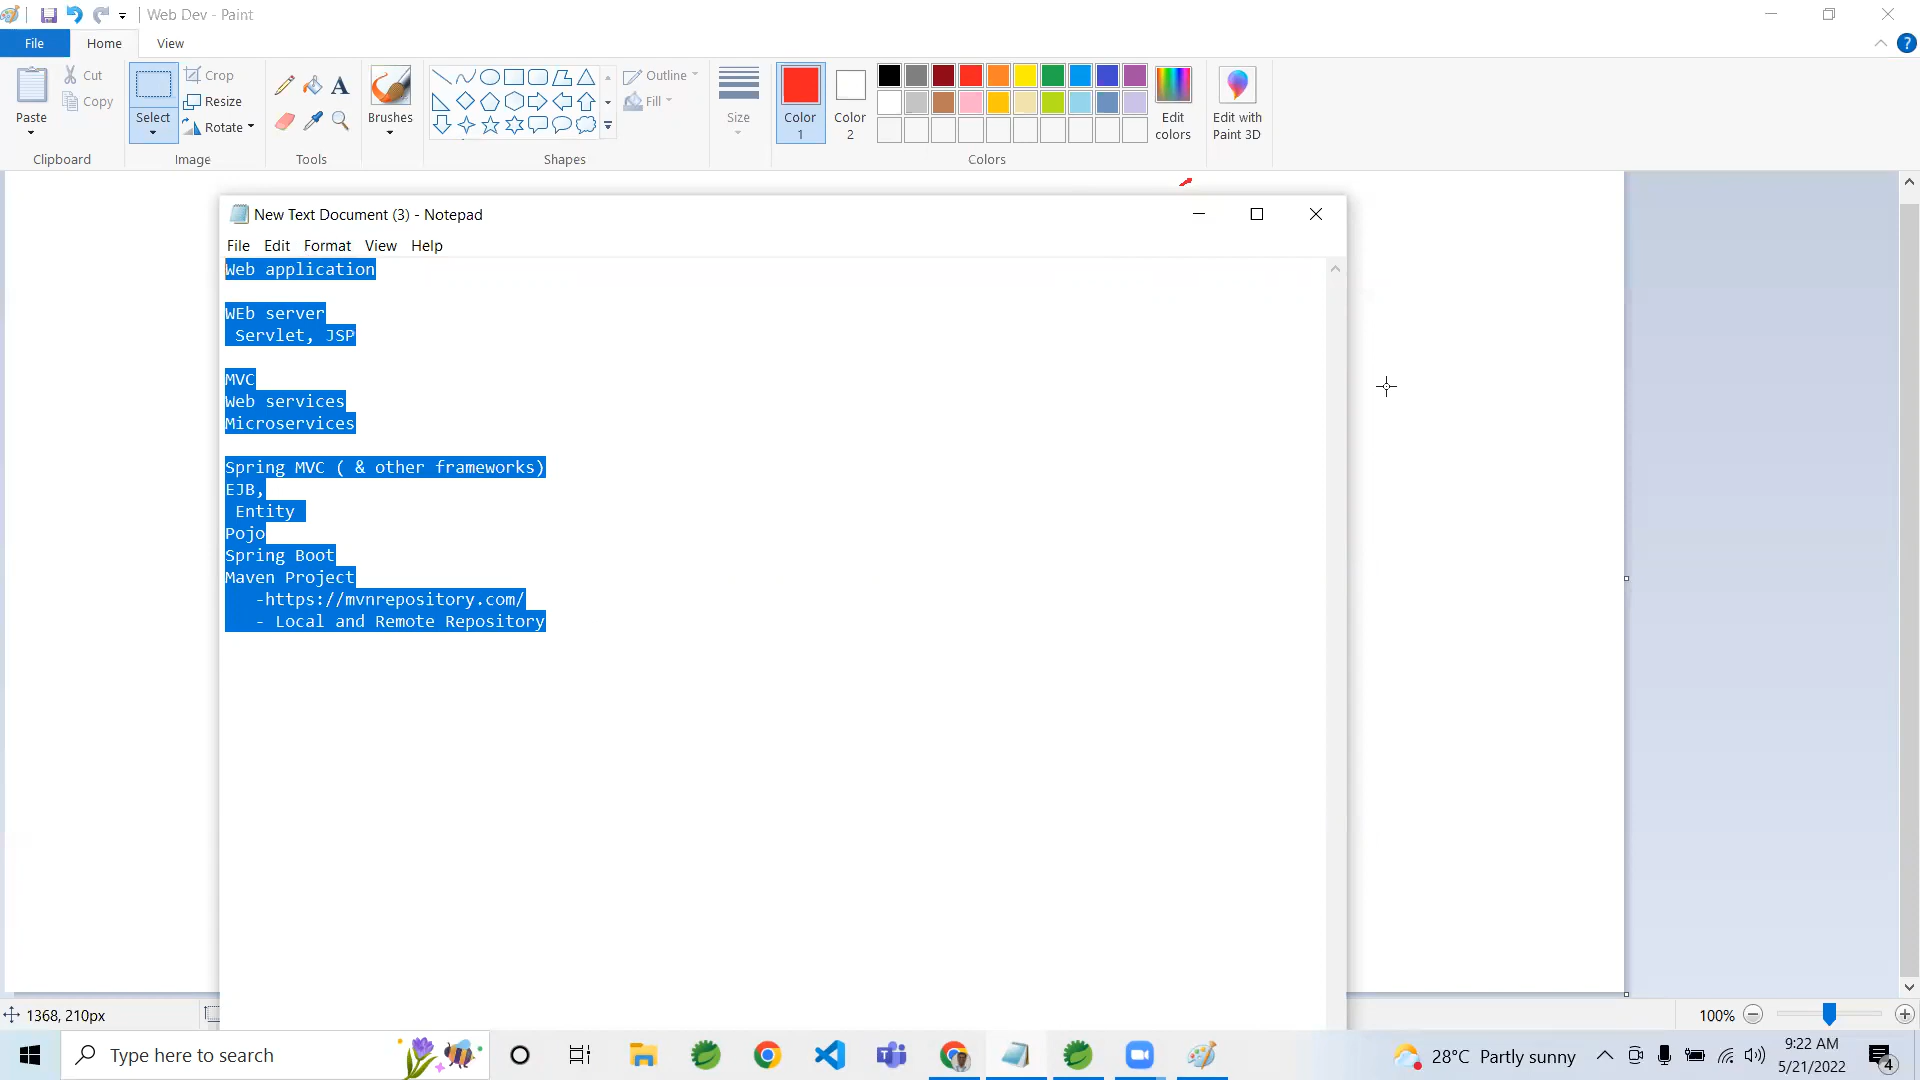 Web Dev - Paint
File Home View
Paste
Cut
Copy
Clipboard
Select
Crop
Resize
Rotate
Image
Tools
Brushes
Shapes
Outline
Fill
Size
Color 1
Color 2
Colors
Edit colors
Edit with Paint 3D
New Text Document (3) - Notepad
File Edit Format View Help
Web application
WEb server
Servlet, JSP
MVC
Web services
Microservices
Spring MVC ( & other frameworks)
EJB,
Entity
Pojo
Spring Boot
Maven Project
-https://mvnrepository.com/
- Local and Remote Repository
1368, 210px
100%
Type here to search
28°C Partly sunny
9:22 AM
5/21/2022
4